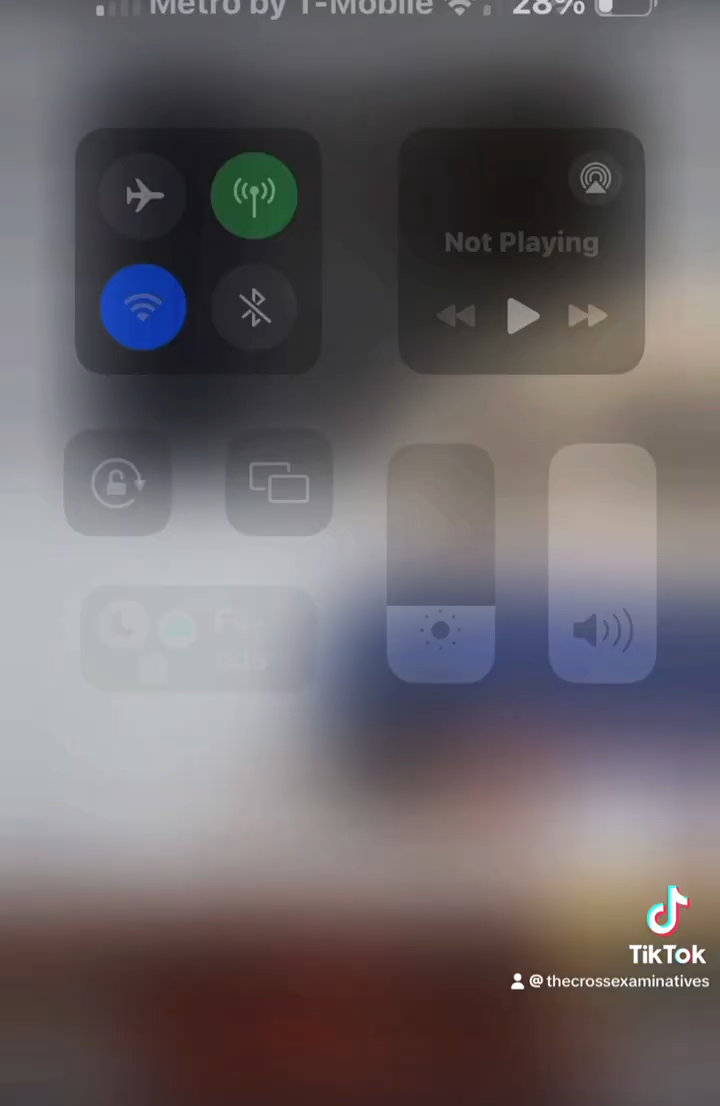 Metro by T-Mobile 28%
Not Playing
TikTok
@thecrossexaminatives